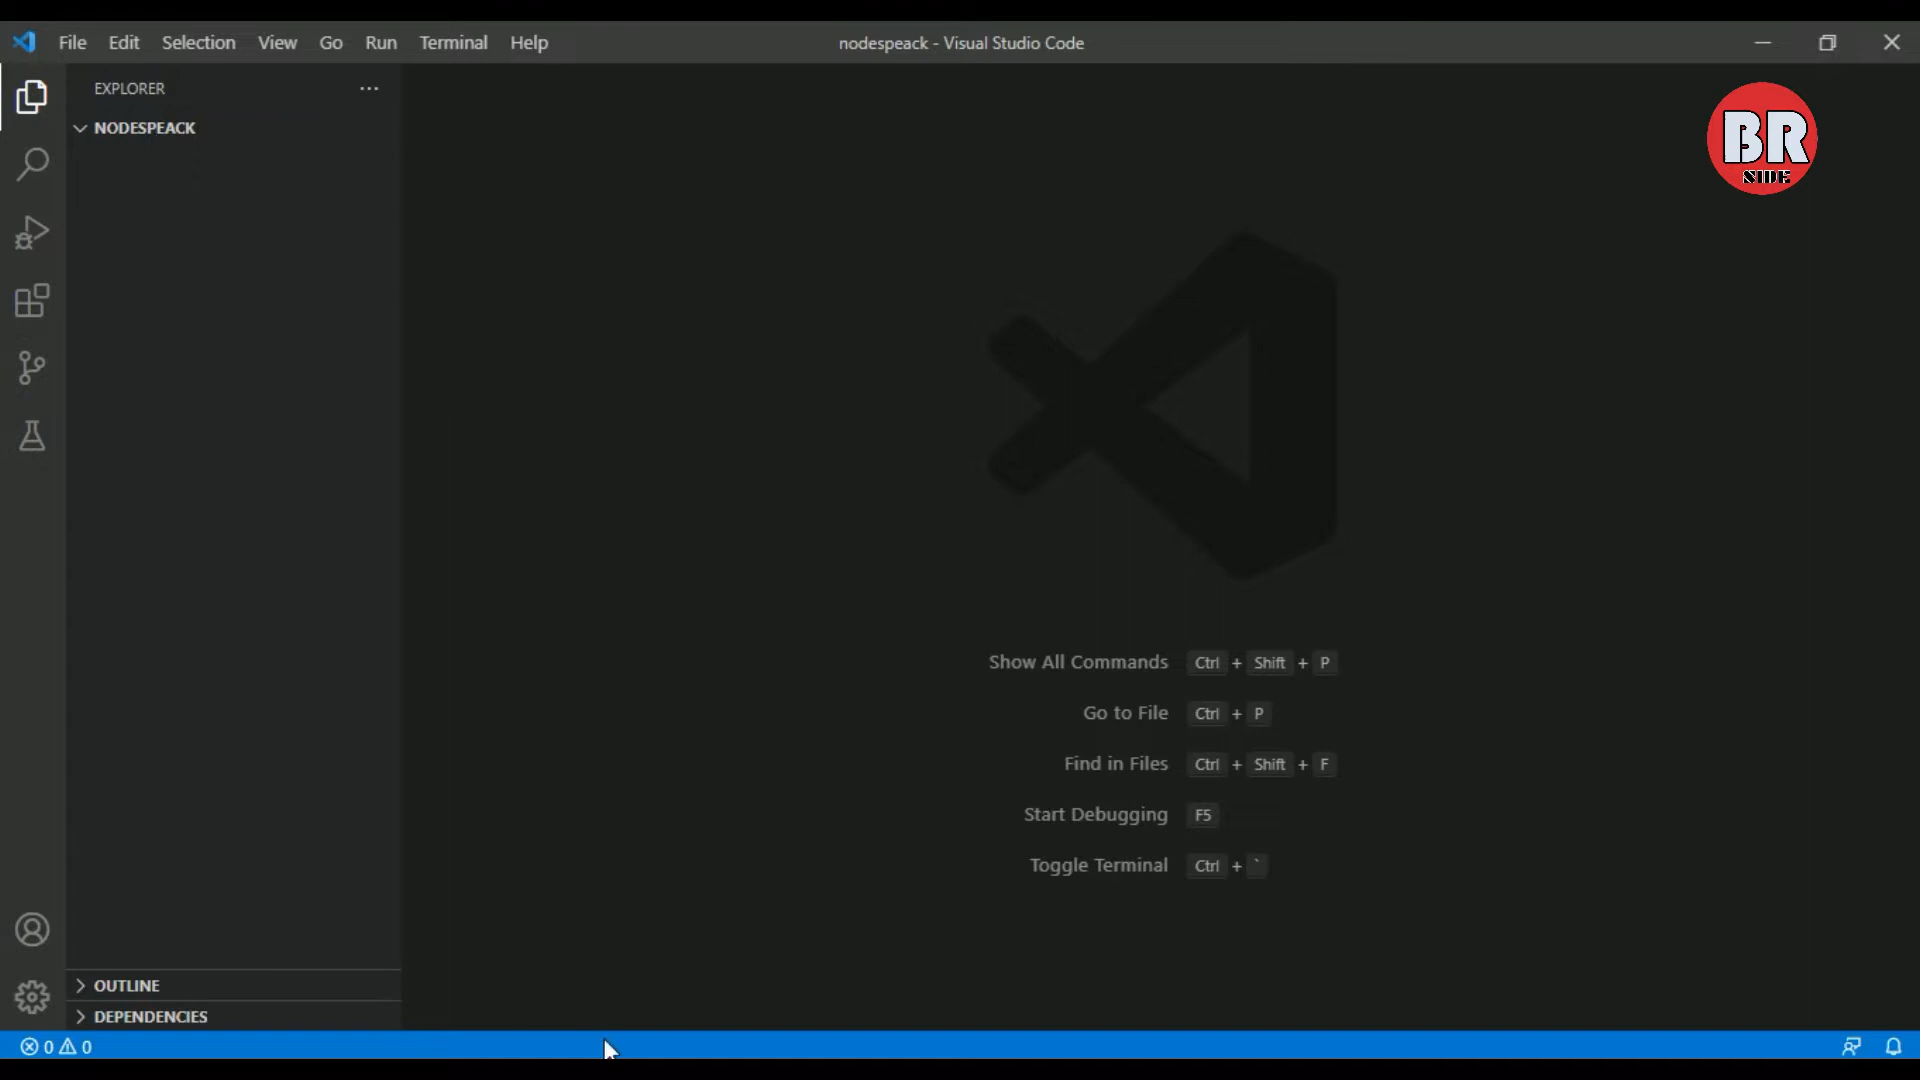 File Edit Selection View Go Run Terminal Help
nodespeack - Visual Studio Code
EXPLORER
NODESPEACK
BR
SIDE
Show All Commands Ctrl + Shift + P
Go to File Ctrl + P
Find in Files Ctrl + Shift + F
Start Debugging F5
Toggle Terminal Ctrl + `
OUTLINE
DEPENDENCIES
0 0